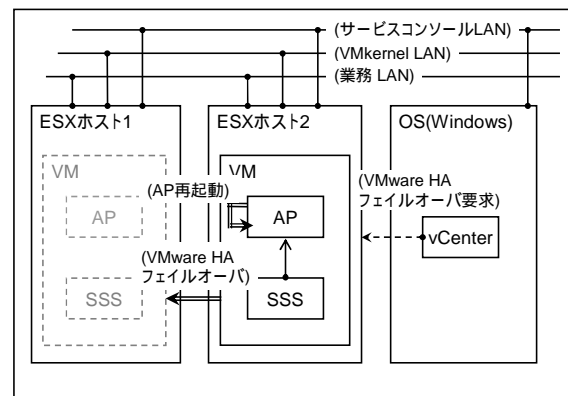 (サービスコンソールLAN)
(VMkernel LAN)
(業務 LAN)
ESXホスト1
ESXホスト2
OS(Windows)
VM
VM
(AP再起動)
(VMware HA
フェイルオーバ要求)
AP
AP
vCenter
(VMware HA
フェイルオーバ)
SSS
SSS